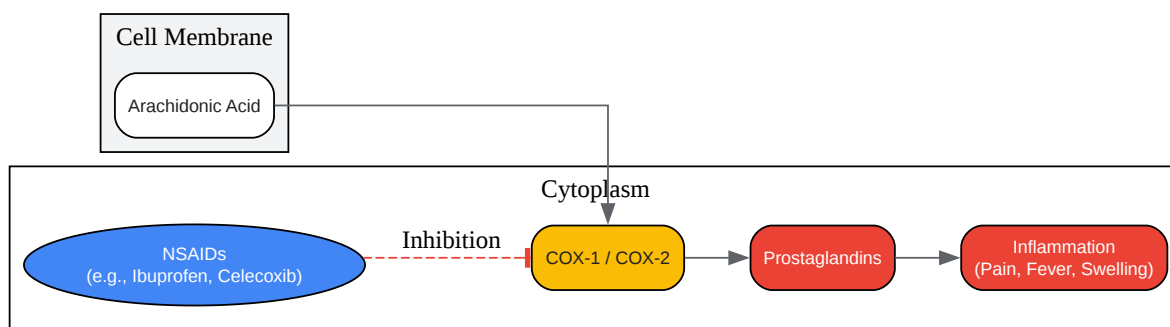 Cell Membrane
Arachidonic Acid
Cytoplasm
NSAIDs
(e.g., Ibuprofen, Celecoxib)
Inhibition
COX-1 / COX-2
Prostaglandins
Inflammation
(Pain, Fever, Swelling)